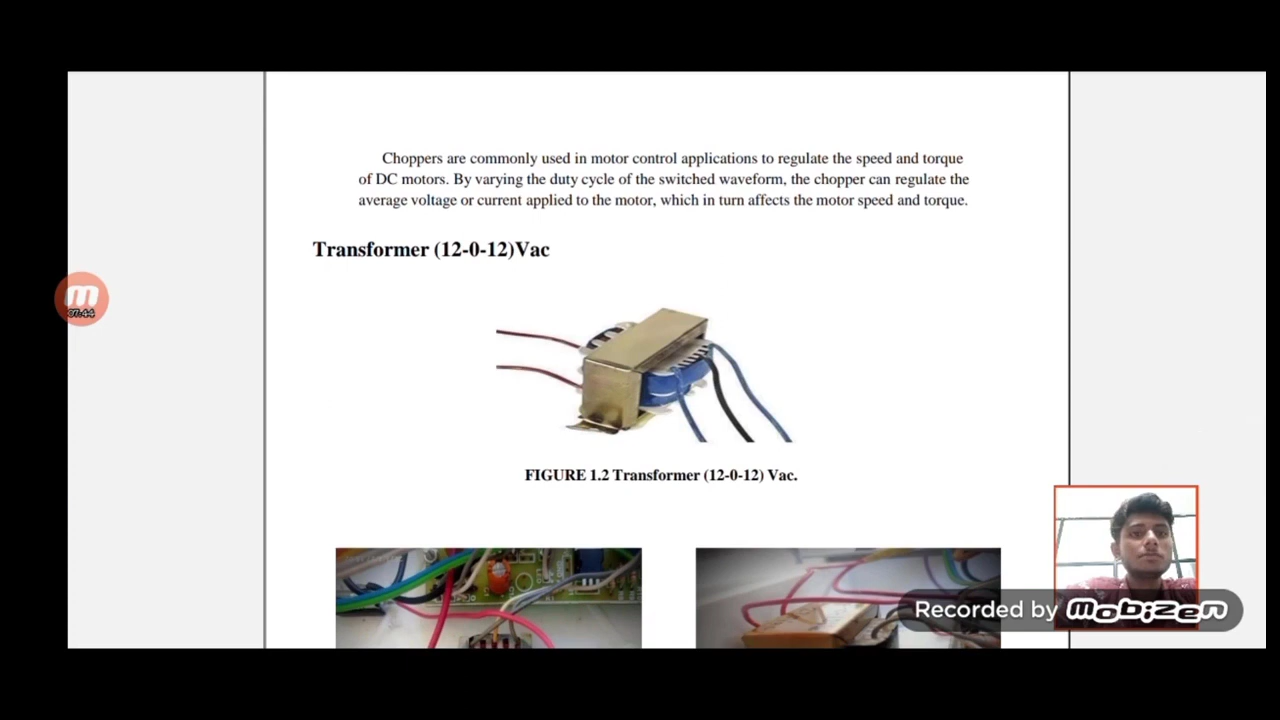 Choppers are commonly used in motor control applications to regulate the speed and torque
of DC motors. By varying the duty cycle of the switched waveform, the chopper can regulate the
average voltage or current applied to the motor, which in turn affects the motor speed and torque.
Transformer (12-0-12)Vac
m
07:44
FIGURE 1.2 Transformer (12-0-12) Vac.
Recorded by mobizen